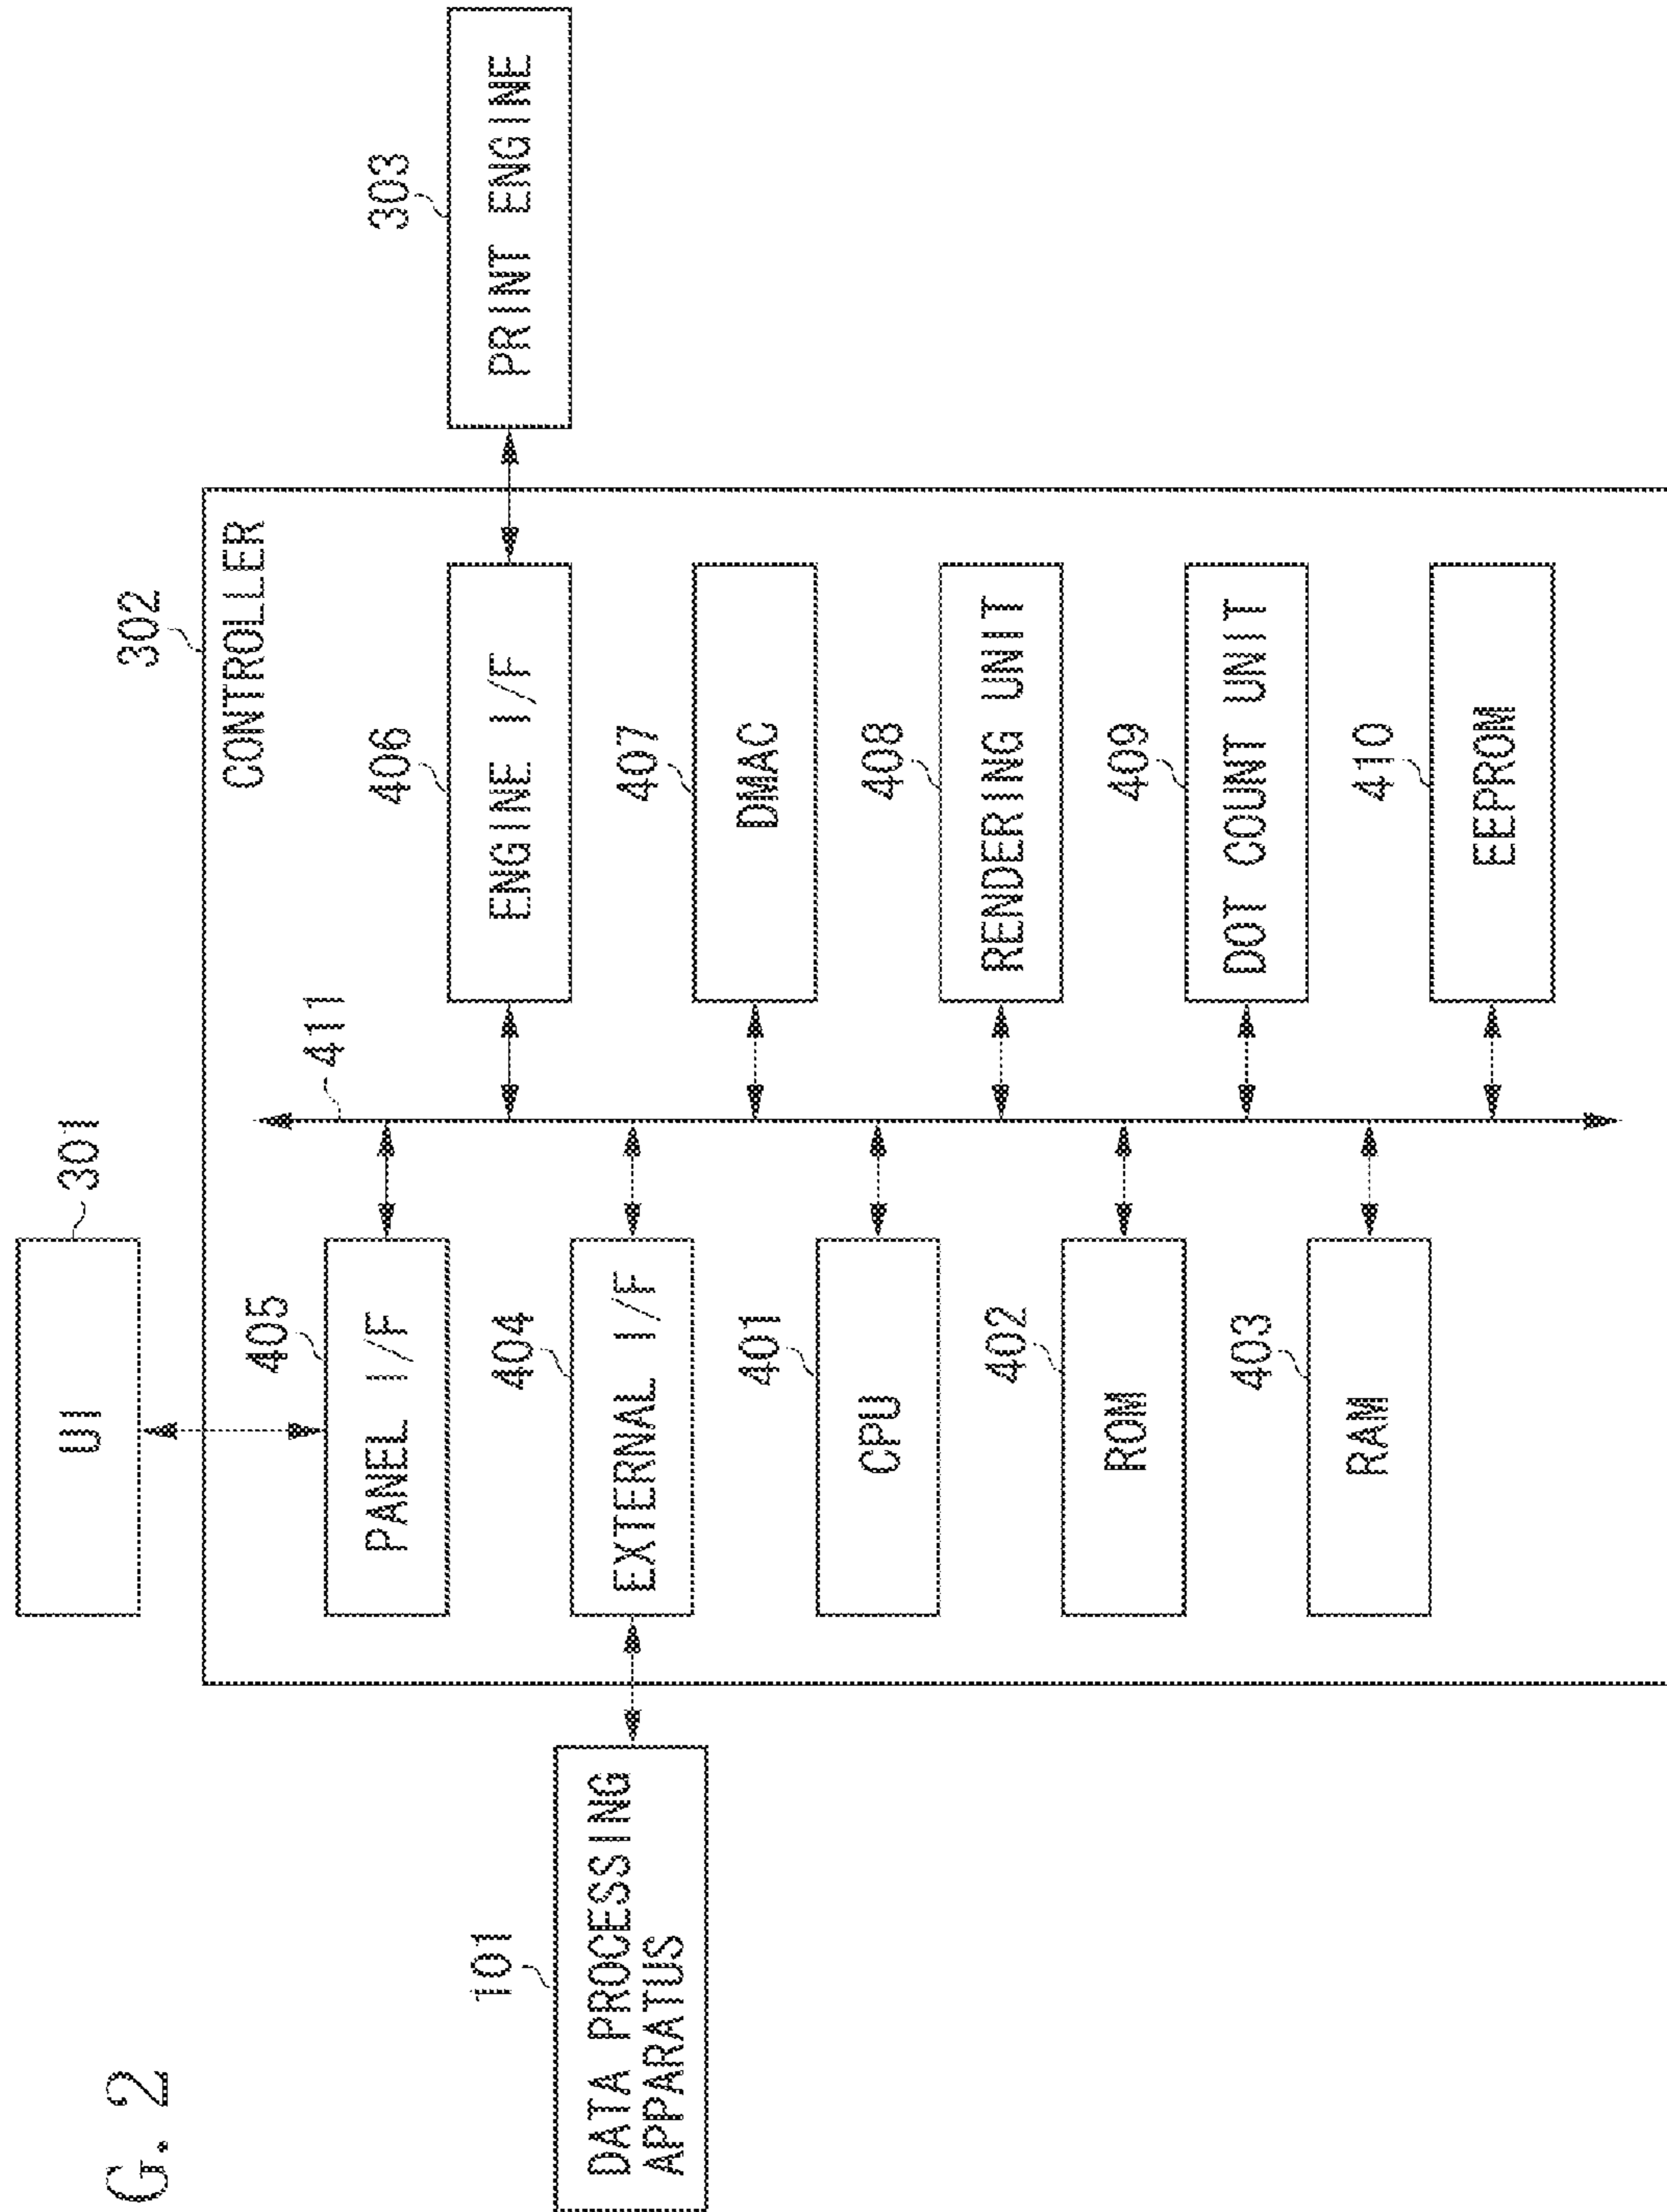 G. 2
301
UI
302
CONTROLLER
405
PANEL I/F
411
406
ENGINE I/F
303
PRINT ENGINE
101
DATA PROCESSING
APPARATUS
404
EXTERNAL I/F
407
DMAC
401
CPU
408
RENDERING UNIT
402
ROM
409
DOT COUNT UNIT
403
RAM
410
EEPROM